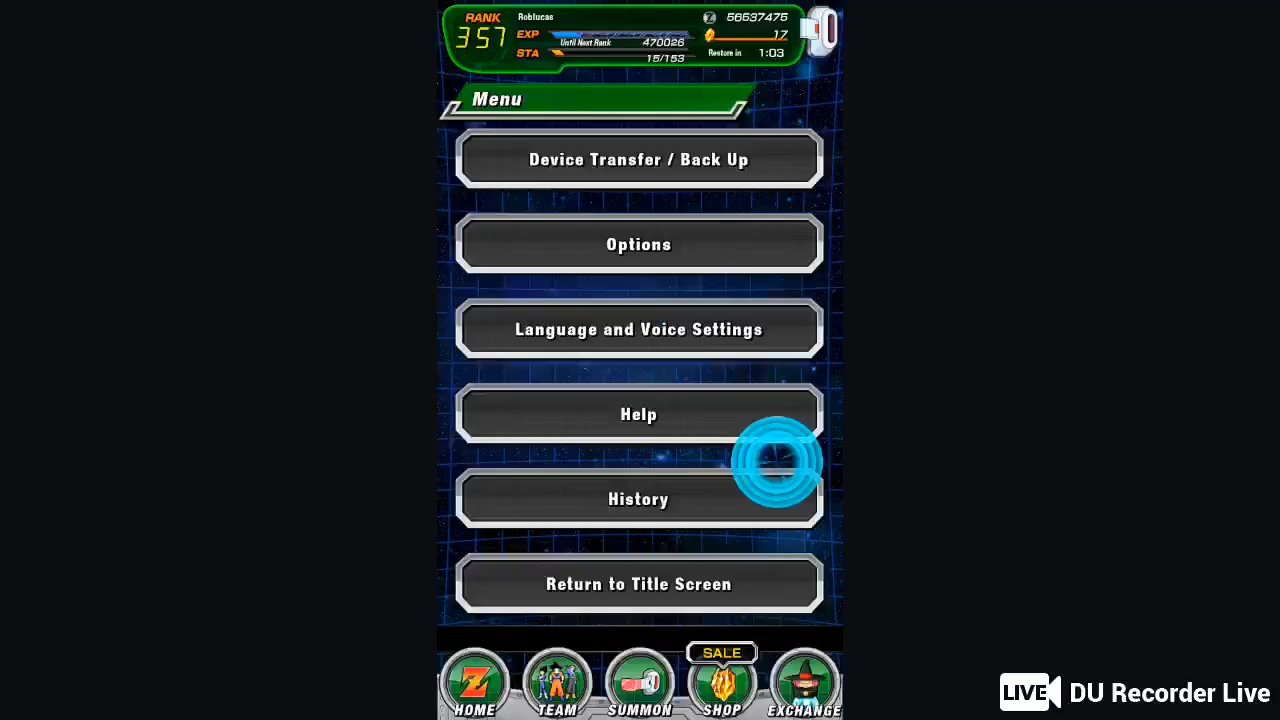 RANK
357
Roblucas
56537475
EXP
Until Next Rank 470026
17
STA
15/153
Restore in 1:03
Menu
Device Transfer / Back Up
Options
Language and Voice Settings
Help
History
Return to Title Screen
SALE
HOME
TEAM
SUMMON
SHOP
EXCHANGE
LIVE DU Recorder Live